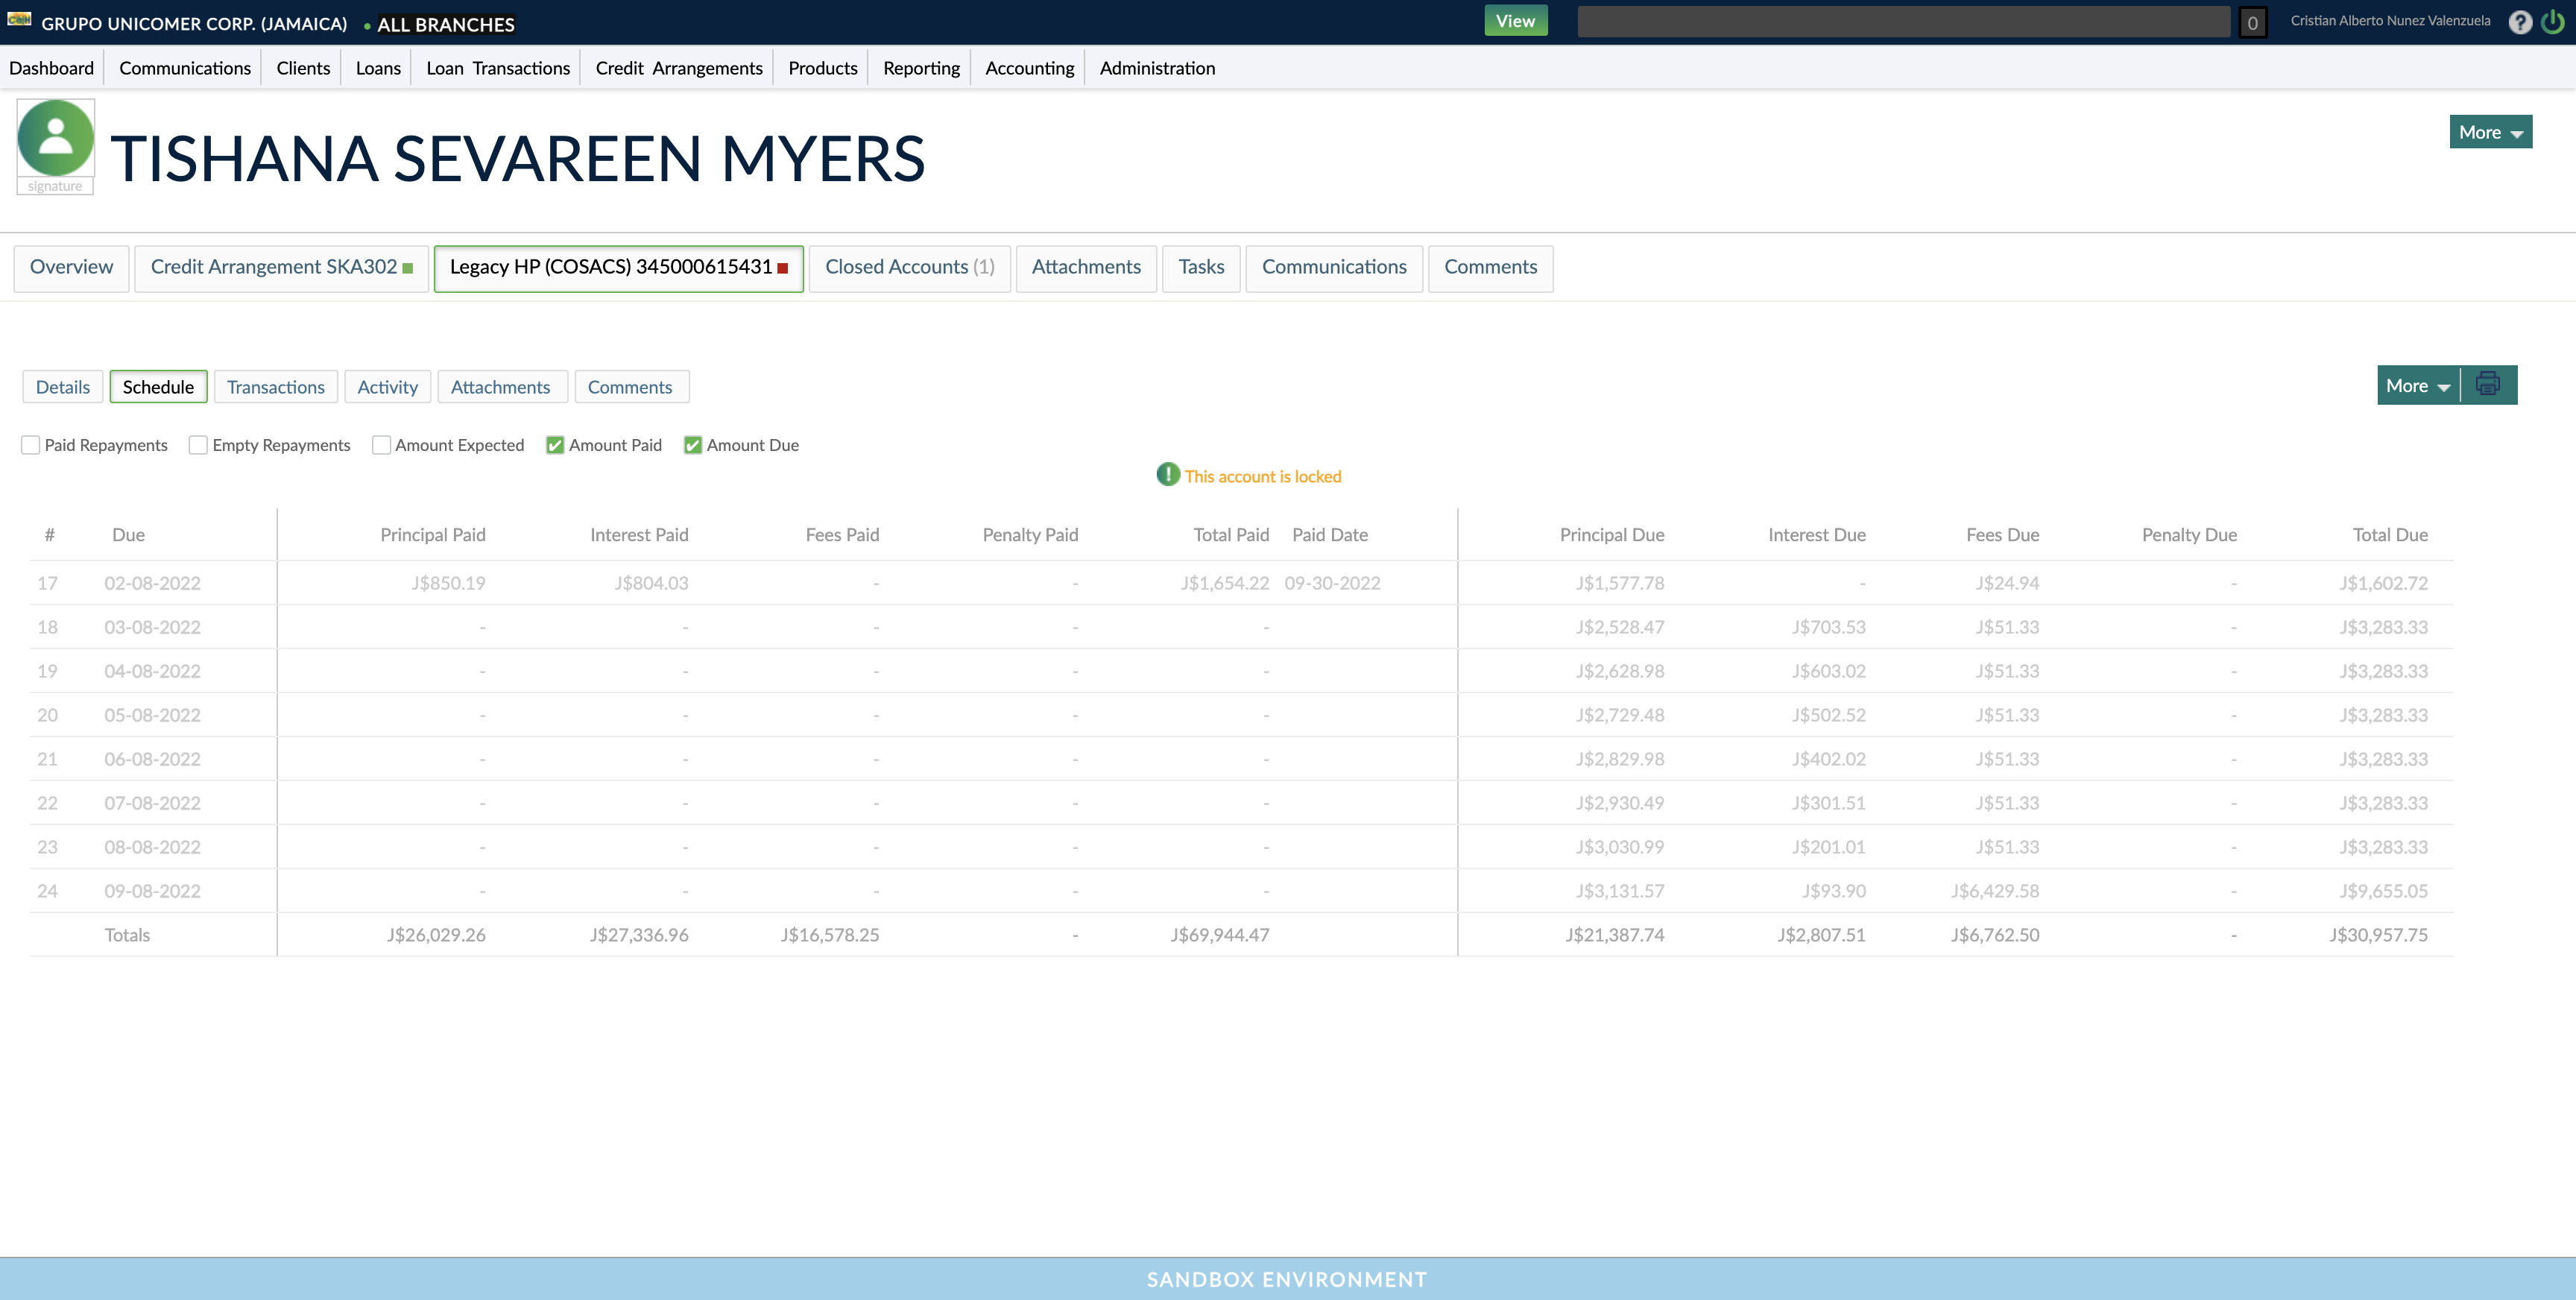 GRUPO UNICOMER CORP. (JAMAICA) • ALL BRANCHES View 0 Cristian Alberto Nunez Valenzuela ?
Dashboard Communications Clients Loans Loan Transactions Credit Arrangements Products Reporting Accounting Administration
TISHANA SEVAREEN MYERS More
signature
Overview Credit Arrangement SKA302 Legacy HP (COSACS) 345000615431 Closed Accounts (1) Attachments Tasks Communications Comments
Details Schedule Transactions Activity Attachments Comments More
Paid Repayments Empty Repayments Amount Expected Amount Paid Amount Due
! This account is locked
# Due Principal Paid Interest Paid Fees Paid Penalty Paid Total Paid Paid Date Principal Due Interest Due Fees Due Penalty Due Total Due
17 02-08-2022 J$850.19 J$804.03 - - J$1,654.22 09-30-2022 J$1,577.78 - J$24.94 - J$1,602.72
18 03-08-2022 - - - - - J$2,528.47 J$703.53 J$51.33 - J$3,283.33
19 04-08-2022 - - - - - J$2,628.98 J$603.02 J$51.33 - J$3,283.33
20 05-08-2022 - - - - - J$2,729.48 J$502.52 J$51.33 - J$3,283.33
21 06-08-2022 - - - - - J$2,829.98 J$402.02 J$51.33 - J$3,283.33
22 07-08-2022 - - - - - J$2,930.49 J$301.51 J$51.33 - J$3,283.33
23 08-08-2022 - - - - - J$3,030.99 J$201.01 J$51.33 - J$3,283.33
24 09-08-2022 - - - - - J$3,131.57 J$93.90 J$6,429.58 - J$9,655.05
Totals J$26,029.26 J$27,336.96 J$16,578.25 - J$69,944.47 J$21,387.74 J$2,807.51 J$6,762.50 - J$30,957.75
SANDBOX ENVIRONMENT